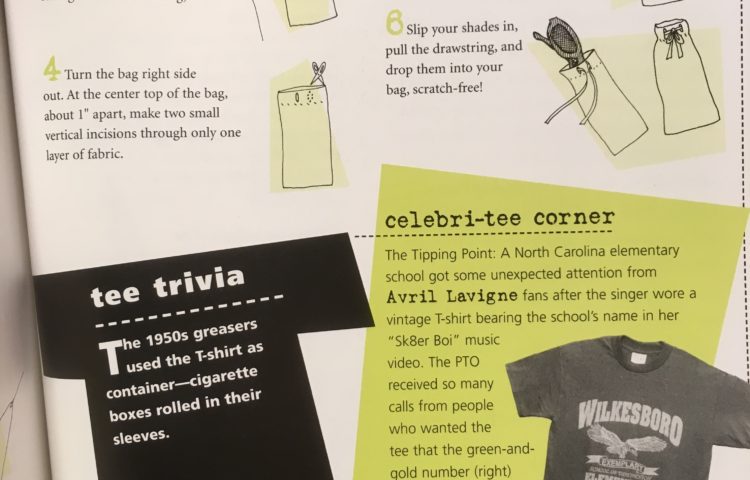 4 Turn the bag right side
out. At the center top of the bag,
about 1" apart, make two small
vertical incisions through only one
layer of fabric.
6 Slip your shades in,
pull the drawstring, and
drop them into your
bag, scratch-free!
tee trivia
The 1950s greasers
used the T-shirt as
container—cigarette
boxes rolled in their
sleeves.
celebri-tee corner
The Tipping Point: A North Carolina elementary
school got some unexpected attention from
Avril Lavigne fans after the singer wore a
vintage T-shirt bearing the school's name in her
"Sk8er Boi" music
video. The PTO
received so many
calls from people
who wanted the
tee that the green-and-
gold number (right)
WILKESBORO
EXEMPLARY
SCHOOL OF DISTINCTION
ELEMENTARY